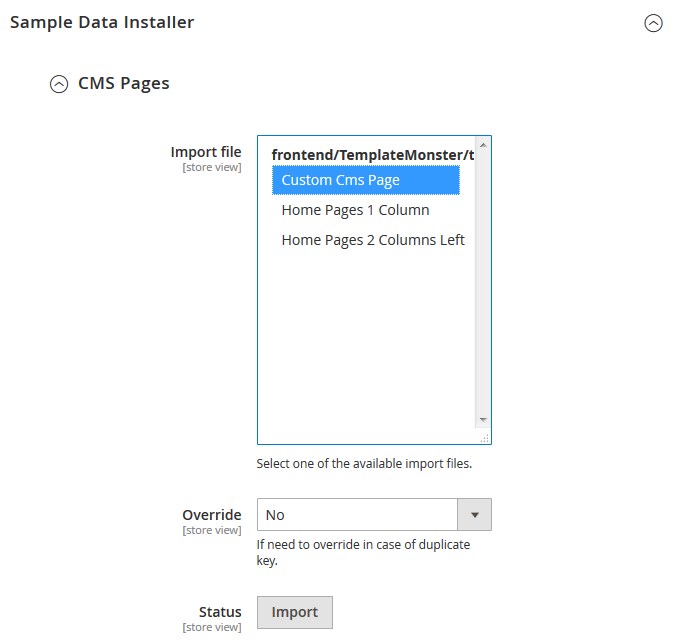 Sample Data Installer
CMS Pages
Import file
[store view]
frontend/TemplateMonster/t
Custom Cms Page
Home Pages 1 Column
Home Pages 2 Columns Left
Select one of the available import files.
Override
[store view]
No
If need to override in case of duplicate
key.
Status
[store view]
Import